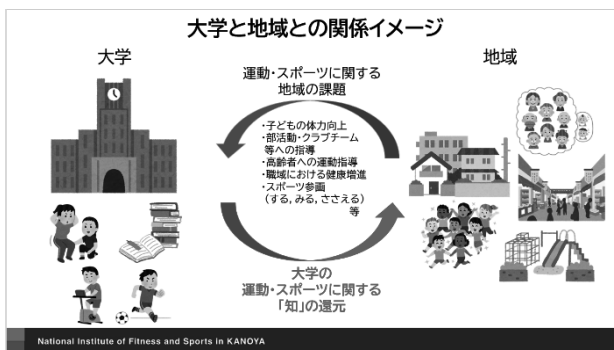 大学と地域との関係イメージ
大学
運動・スポーツに関する
地域の課題
地域
・子どもの体力向上
・部活動・クラブチーム
等への指導
・高齢者への運動指導
・職域における健康増進
・スポーツ参画
（する，みる，ささえる）
等
大学の
運動・スポーツに関する
「知」の還元
National Institute of Fitness and Sports in KANOYA